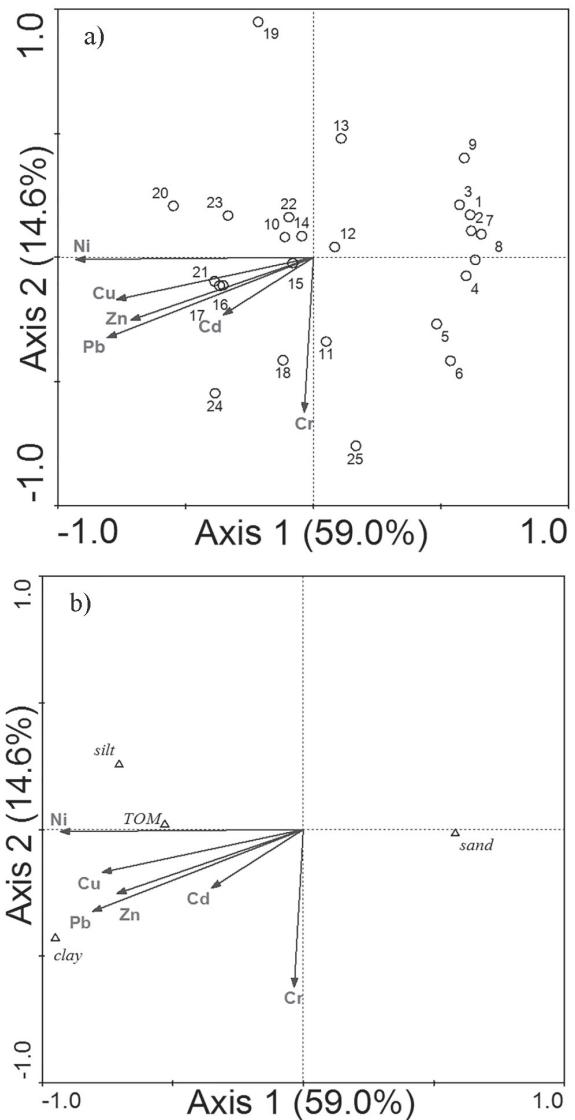 a)
1.0
19
13
9
3
1
2
7
20
23
22
10
14
12
8
Ni
21
15
4
Cu
16
Zn
17
Cd
Pb
5
11
18
6
24
Cr
25
Axis 2 (14.6%)
-1.0
-1.0
Axis 1 (59.0%)
1.0
b)
1.0
silt
TOM
Ni
sand
Cu
Cd
Zn
Pb
clay
Cr
Axis 2 (14.6%)
-1.0
-1.0
Axis 1 (59.0%)
1.0